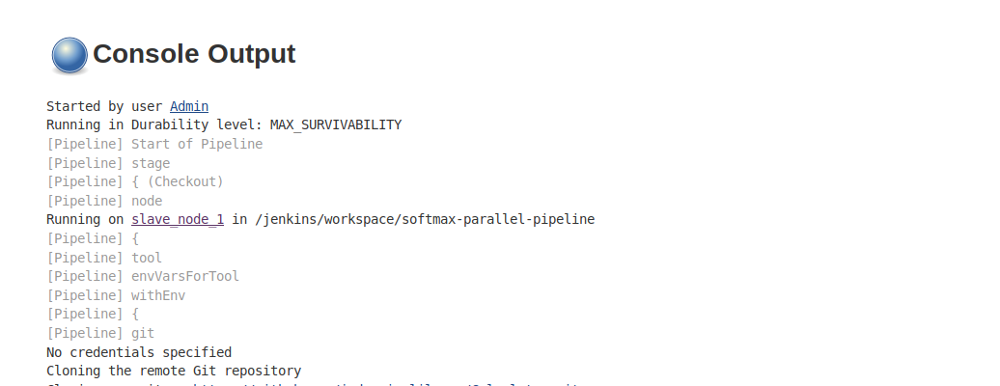 Console Output
Started by user Admin
Running in Durability level: MAX_SURVIVABILITY
[Pipeline] Start of Pipeline
[Pipeline] stage
[Pipeline] { (Checkout)
[Pipeline] node
Running on slave_node_1 in /jenkins/workspace/softmax-parallel-pipeline
[Pipeline] {
[Pipeline] tool
[Pipeline] envVarsForTool
[Pipeline] withEnv
[Pipeline] {
[Pipeline] git
No credentials specified
Cloning the remote Git repository